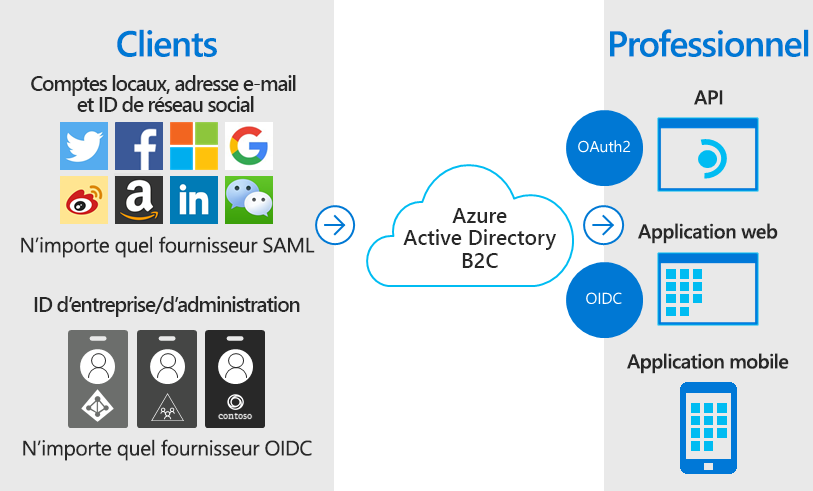 Clients
Comptes locaux, adresse e-mail
et ID de réseau social
in
a
N'importe quel fournisseur SAML
ID d'entreprise/d'administration
contoso
N'importe quel fournisseur OIDC
Azure
Active Directory
B2C
Professionnel
API
OAuth2
Application web
OIDC
Application mobile